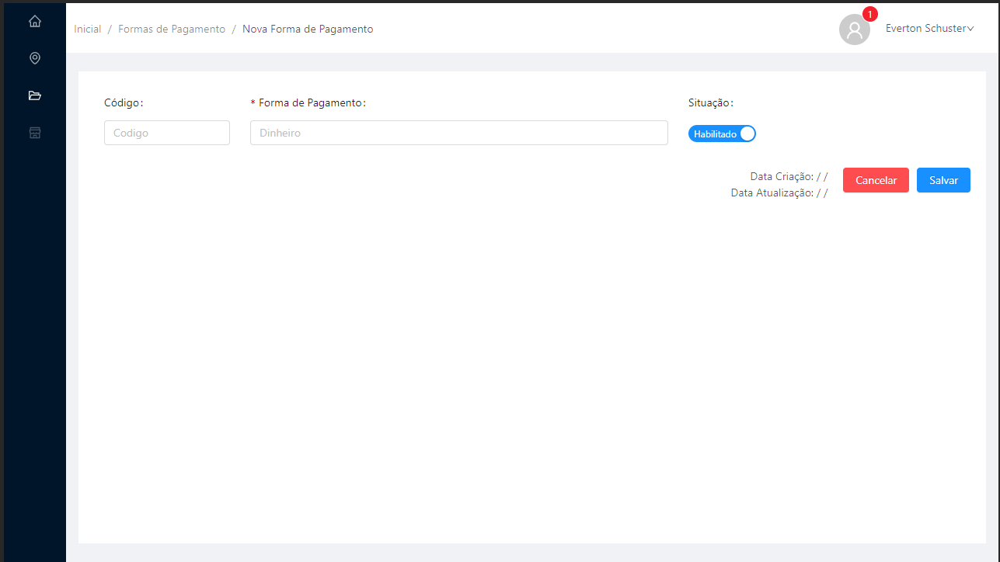 Inicial / Formas de Pagamento / Nova Forma de Pagamento
1
Everton Schuster
Código:
* Forma de Pagamento:
Situação:
Codigo
Dinheiro
Habilitado
Data Criação: / /
Data Atualização: / /
Cancelar
Salvar